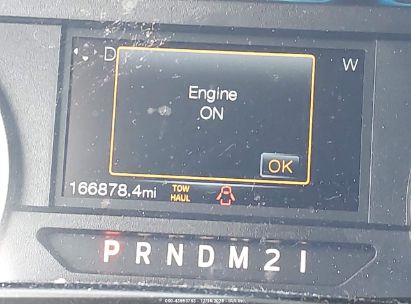 D
W
Engine
ON
OK
166878.4mi
TOW
HAUL
P R N D M 2 1